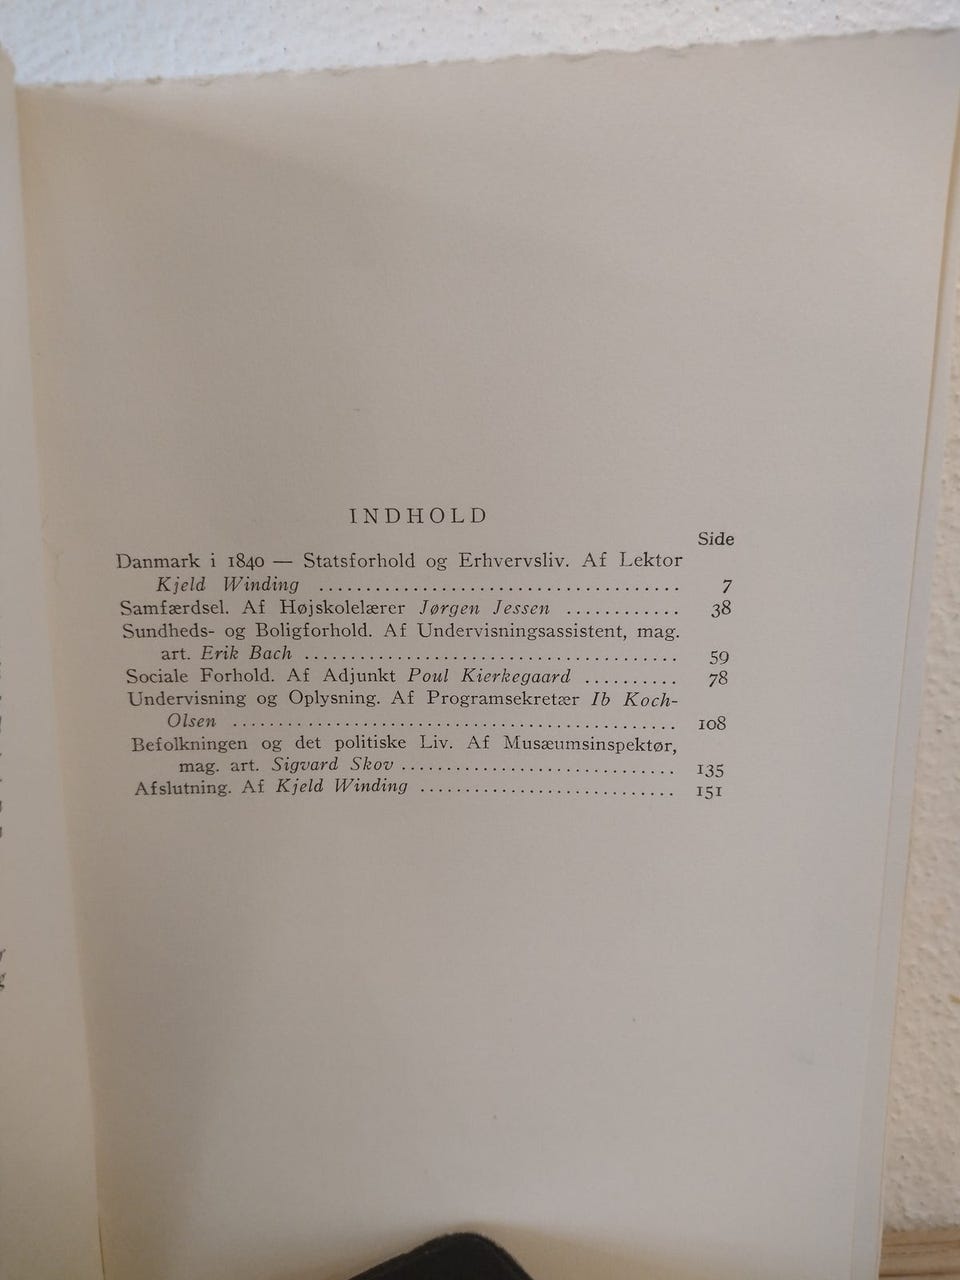 INDHOLD
Side
Danmark i 1840 — Statsforhold og Erhvervsliv. Af Lektor
Kjeld Winding ..................................... 7
Samfærdsel. Af Højskolelærer Jørgen Jessen ............ 38
Sundheds- og Boligforhold. Af Undervisningsassistent, mag.
art. Erik Bach ...................................... 59
Sociale Forhold. Af Adjunkt Poul Kierkegaard .......... 78
Undervisning og Oplysning. Af Programsekretær Ib Koch-
Olsen ............................................. 108
Befolkningen og det politiske Liv. Af Musæumsinspektør,
mag. art. Sigvard Skov ............................ 135
Afslutning. Af Kjeld Winding .......................... 151